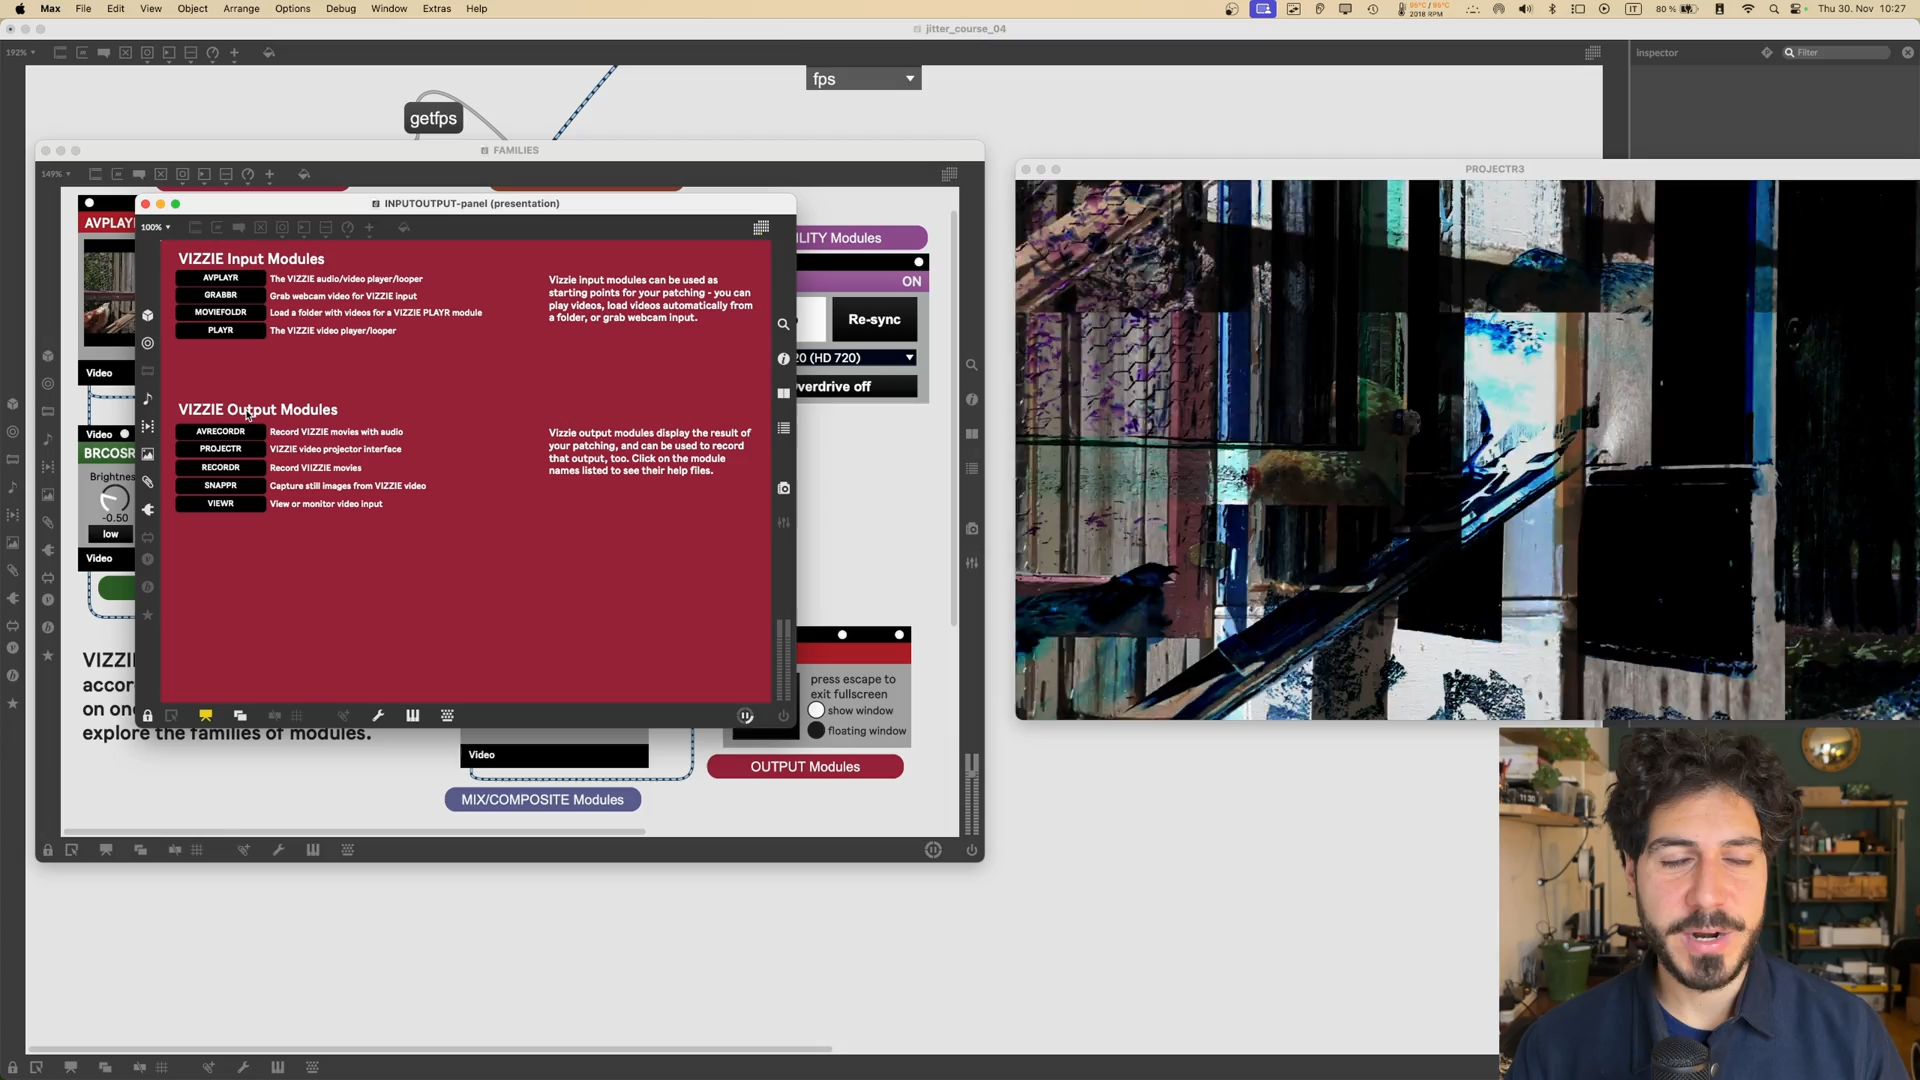 Max File Edit View Object Arrange Options Debug Window Extras Help
2018 RPM
80 %
Thu 30. Nov 10:27
jitter_course_04
192%
Inspector
Filter
fps
getfps
FAMILIES
149%
PROJECTR3
INPUTOUTPUT-panel (presentation)
100%
AVPLAY
Video
Video
BRCOSR
Brightnes
-0.50
low
Video
VIZZIE Input Modules
AVPLAYR The VIZZIE audio/video player/looper
GRABBR Grab webcam video for VIZZIE input
MOVIEFOLDR Load a folder with videos for a VIZZIE PLAYR module
PLAYR The VIZZIE video player/looper
Vizzie input modules can be used as
starting points for your patching - you can
play videos, load videos automatically from
a folder, or grab webcam input.
VIZZIE Output Modules
AVRECORDR Record VIZZIE movies with audio
PROJECTR VIZZIE video projector interface
RECORDR Record VIIZZIE movies
SNAPPR Capture still images from VIZZIE video
VIEWR View or monitor video input
Vizzie output modules display the result of
your patching, and can be used to record
that output, too. Click on the module
names listed to see their help files.
ILITY Modules
ON
Re-sync
20 (HD 720)
verdrive off
press escape to
exit fullscreen
show window
floating window
OUTPUT Modules
VIZZI
accor
on one
explore the families of modules.
Video
MIX/COMPOSITE Modules